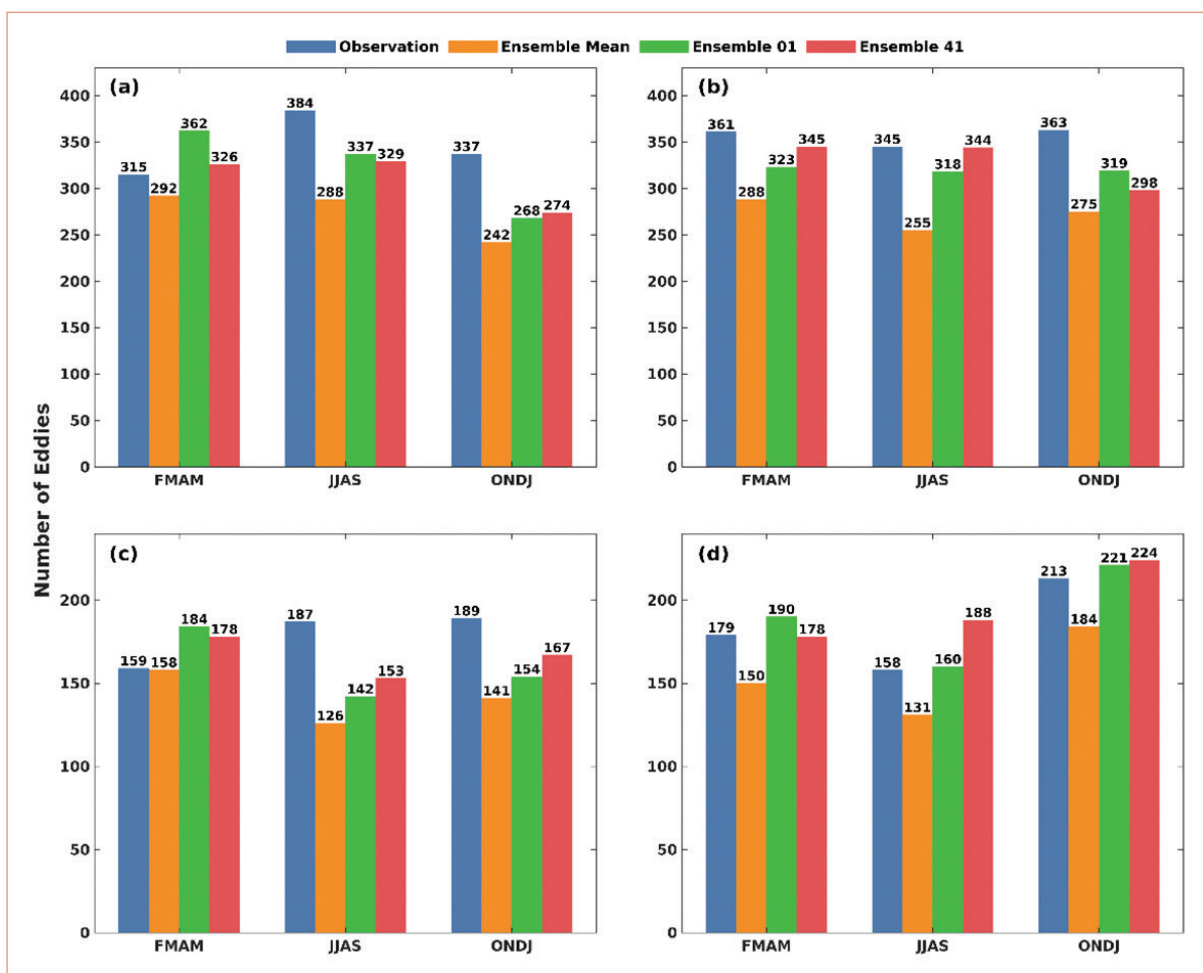 Observation Ensemble Mean Ensemble 01 Ensemble 41
Number of Eddies
(a)
400
350
300
250
200
150
100
50
0
315 292 362 326
384 288 337 329
337 242 268 274
FMAM JJAS ONDJ
(b)
400
350
300
250
200
150
100
50
0
361 288 323 345
345 255 318 344
363 275 319 298
FMAM JJAS ONDJ
(c)
200
150
100
50
0
159 158 184 178
187 126 142 153
189 141 154 167
FMAM JJAS ONDJ
(d)
200
150
100
50
0
179 150 190 178
158 131 160 188
213 184 221 224
FMAM JJAS ONDJ